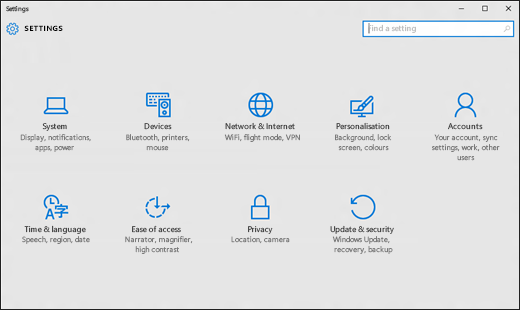 Settings
SETTINGS
Find a setting
System
Display, notifications,
apps, power
Devices
Bluetooth, printers,
mouse
Network & Internet
WiFi, flight mode, VPN
Personalisation
Background, lock
screen, colours
Accounts
Your account, sync
settings, work, other
users
Time & language
Speech, region, date
Ease of access
Narrator, magnifier,
high contrast
Privacy
Location, camera
Update & security
Windows Update,
recovery, backup